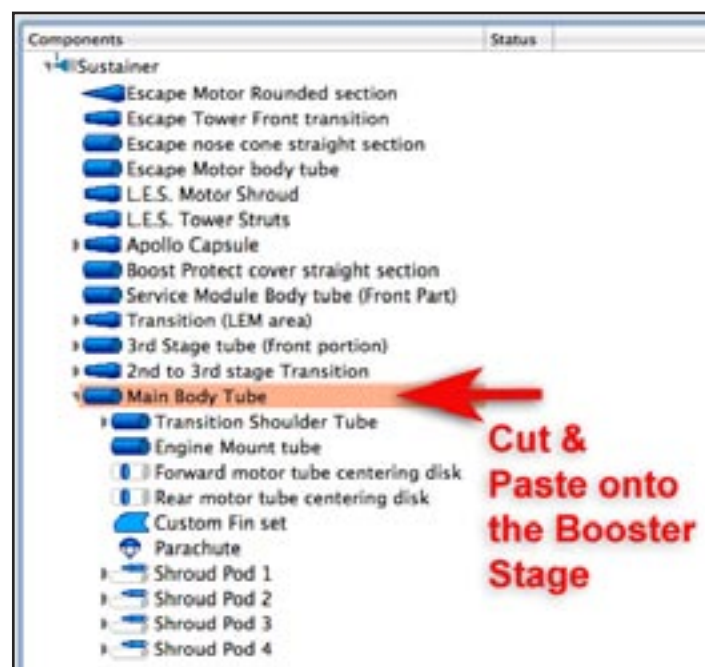 Components Status
Sustainer
Escape Motor Rounded section
Escape Tower Front transition
Escape nose cone straight section
Escape Motor body tube
L.E.S. Motor Shroud
L.E.S. Tower Struts
Apollo Capsule
Boost Protect cover straight section
Service Module Body tube (Front Part)
Transition (LEM area)
3rd Stage tube (front portion)
2nd to 3rd stage Transition
Main Body Tube
Transition Shoulder Tube
Engine Mount tube
Forward motor tube centering disk
Rear motor tube centering disk
Custom Fin set
Parachute
Shroud Pod 1
Shroud Pod 2
Shroud Pod 3
Shroud Pod 4
Cut &
Paste onto
the Booster
Stage